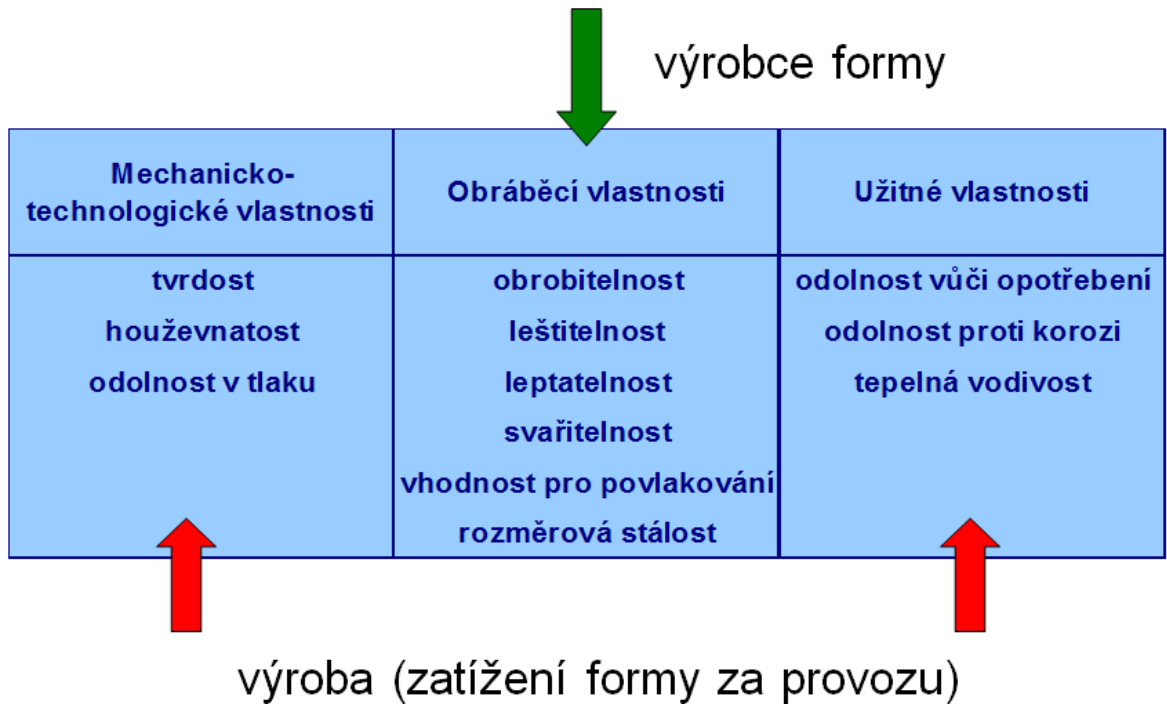 výrobce formy
Mechanicko-
technologické vlastnosti
Obráběcí vlastnosti
Užitné vlastnosti
tvrdost
houževnatost
odolnost v tlaku
obrobitelnost
leštitelnost
leptatelnost
svařitelnost
vhodnost pro povlakování
rozměrová stálost
odolnost vůči opotřebení
odolnost proti korozi
tepelná vodivost
výroba (zatížení formy za provozu)